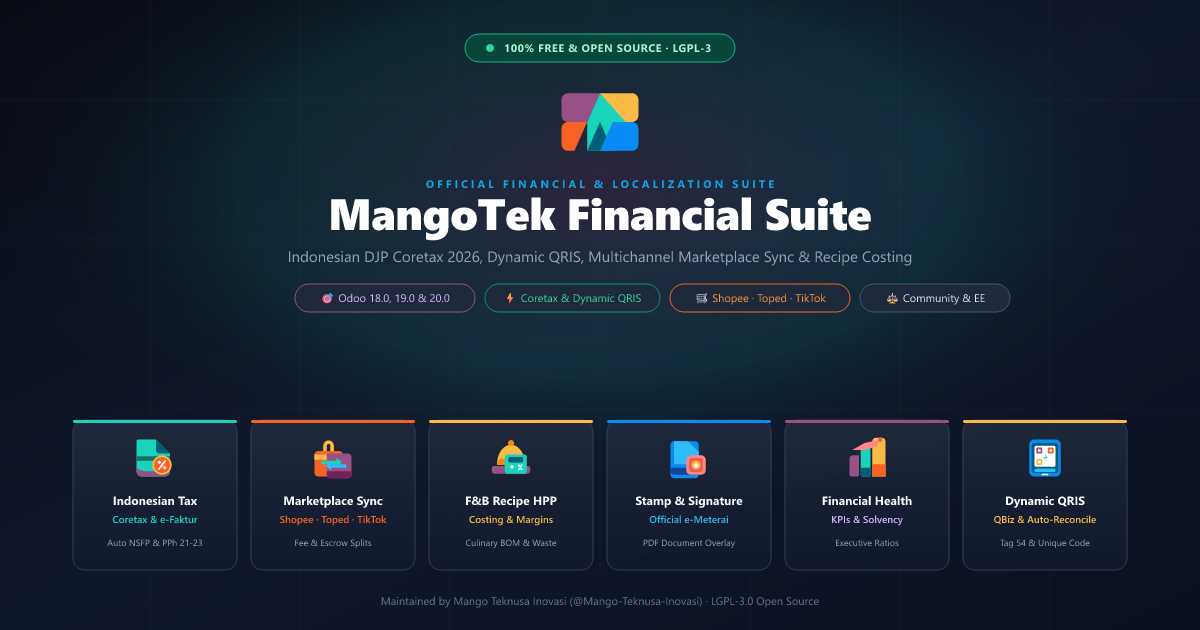 100% FREE & OPEN SOURCE · LGPL-3
OFFICIAL FINANCIAL & LOCALIZATION SUITE
MangoTek Financial Suite
Indonesian DJP Coretax 2026, Dynamic QRIS, Multichannel Marketplace Sync & Recipe Costing
Odoo 18.0, 19.0 & 20.0
Coretax & Dynamic QRIS
Shopee · Toped · TikTok
Community & EE
Indonesian Tax
Coretax & e-Faktur
Auto NSFP & PPh 21-23
Marketplace Sync
Shopee · Toped · TikTok
Fee & Escrow Splits
F&B Recipe HPP
Costing & Margins
Culinary BOM & Waste
Stamp & Signature
Official e-Meterai
PDF Document Overlay
Financial Health
KPIs & Solvency
Executive Ratios
Dynamic QRIS
QBiz & Auto-Reconcile
Tag 54 & Unique Code
Maintained by Mango Teknusa Inovasi (@Mango-Teknusa-Inovasi) · LGPL-3.0 Open Source